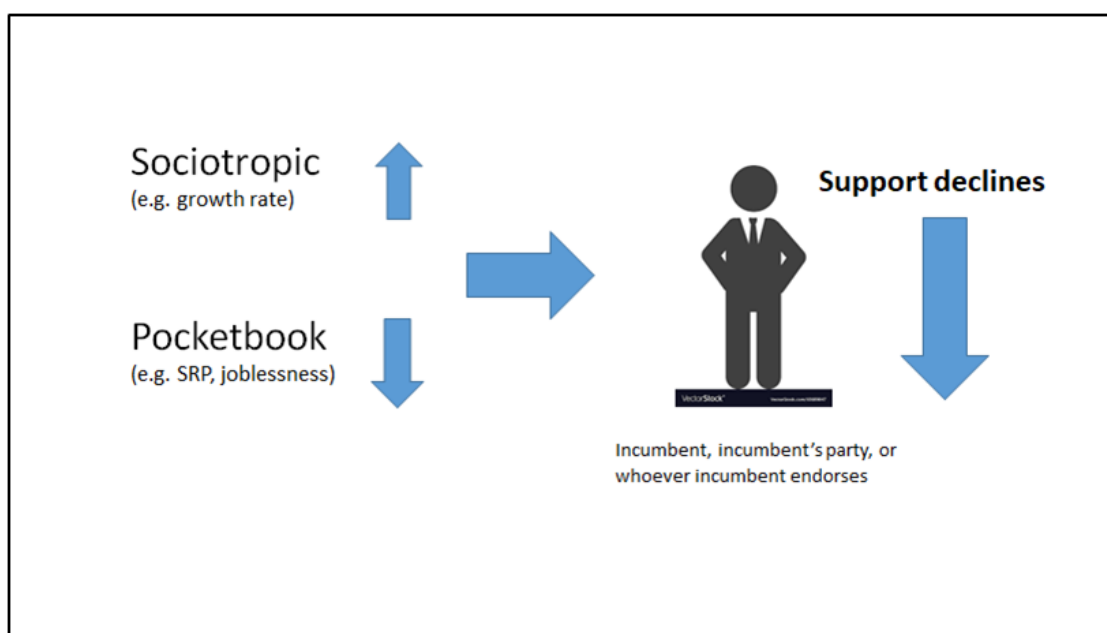 Sociotropic
(e.g. growth rate)
Support declines
Pocketbook
(e.g. SRP, joblessness)
VectorStock®
Incumbent, incumbent's party, or
whoever incumbent endorses